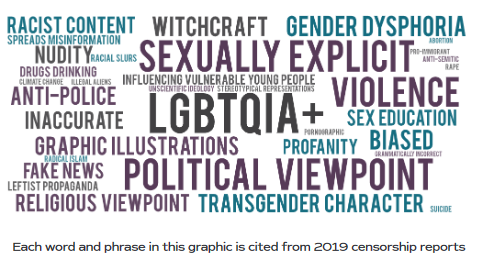 RACIST CONTENT WITCHCRAFT GENDER DYSPHORIA
SPREADS MISINFORMATION ABORTION
NUDITY RACIAL SLURS SEXUALLY EXPLICIT PRO-IMMIGRANT
ANTI-SEMITIC
DRUGS DRINKING RAPE
CLIMATE CHANGE ILLEGAL ALIENS INFLUENCING VULNERABLE YOUNG PEOPLE
UNSCIENTIFIC IDEOLOGY STEREOTYPICAL REPRESENTATIONS
ANTI-POLICE LGBTQIA+ VIOLENCE
INACCURATE SEX EDUCATION
PORNOGRAPHIC
GRAPHIC ILLUSTRATIONS PROFANITY BIASED
GRAMMATICALLY INCORRECT
RADICAL ISLAM
FAKE NEWS POLITICAL VIEWPOINT
LEFTIST PROPAGANDA
RELIGIOUS VIEWPOINT TRANSGENDER CHARACTER SUICIDE
Each word and phrase in this graphic is cited from 2019 censorship reports